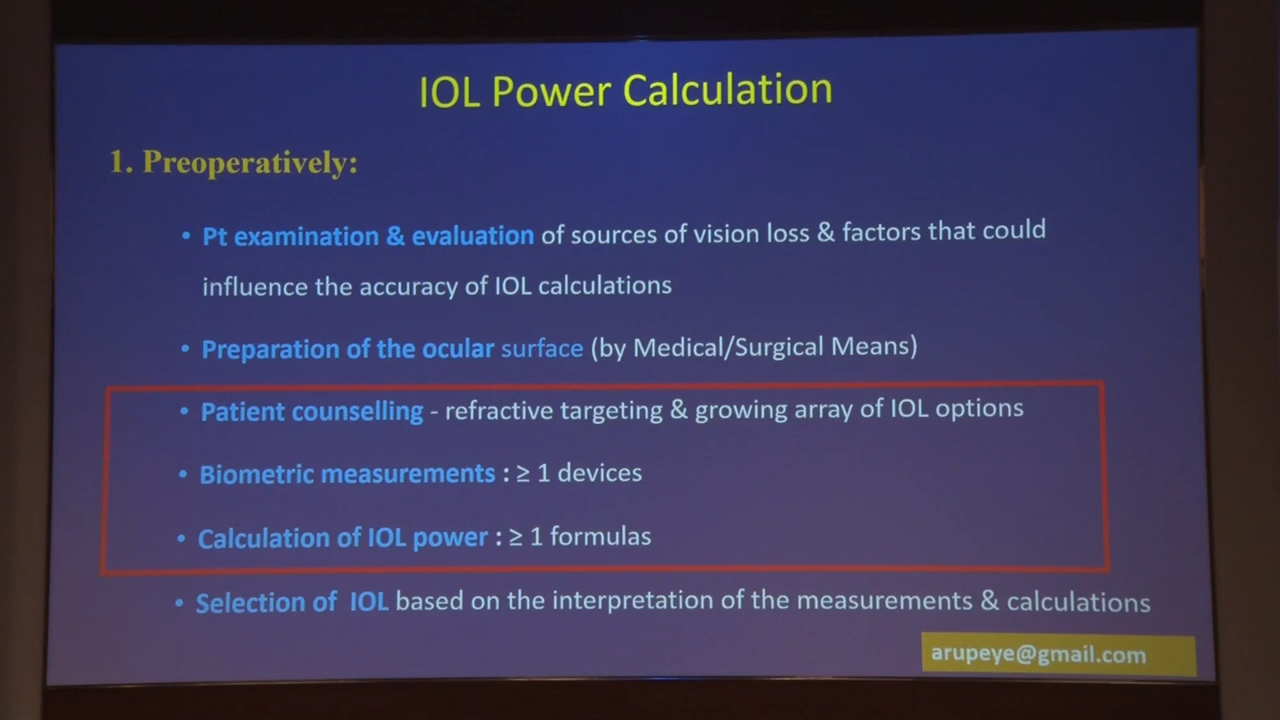 IOL Power Calculation
1. Preoperatively:
• Pt examination & evaluation of sources of vision loss & factors that could
influence the accuracy of IOL calculations
• Preparation of the ocular surface (by Medical/Surgical Means)
• Patient counselling - refractive targeting & growing array of IOL options
• Biometric measurements : ≥ 1 devices
• Calculation of IOL power : ≥ 1 formulas
• Selection of IOL based on the interpretation of the measurements & calculations
arupeye@gmail.com